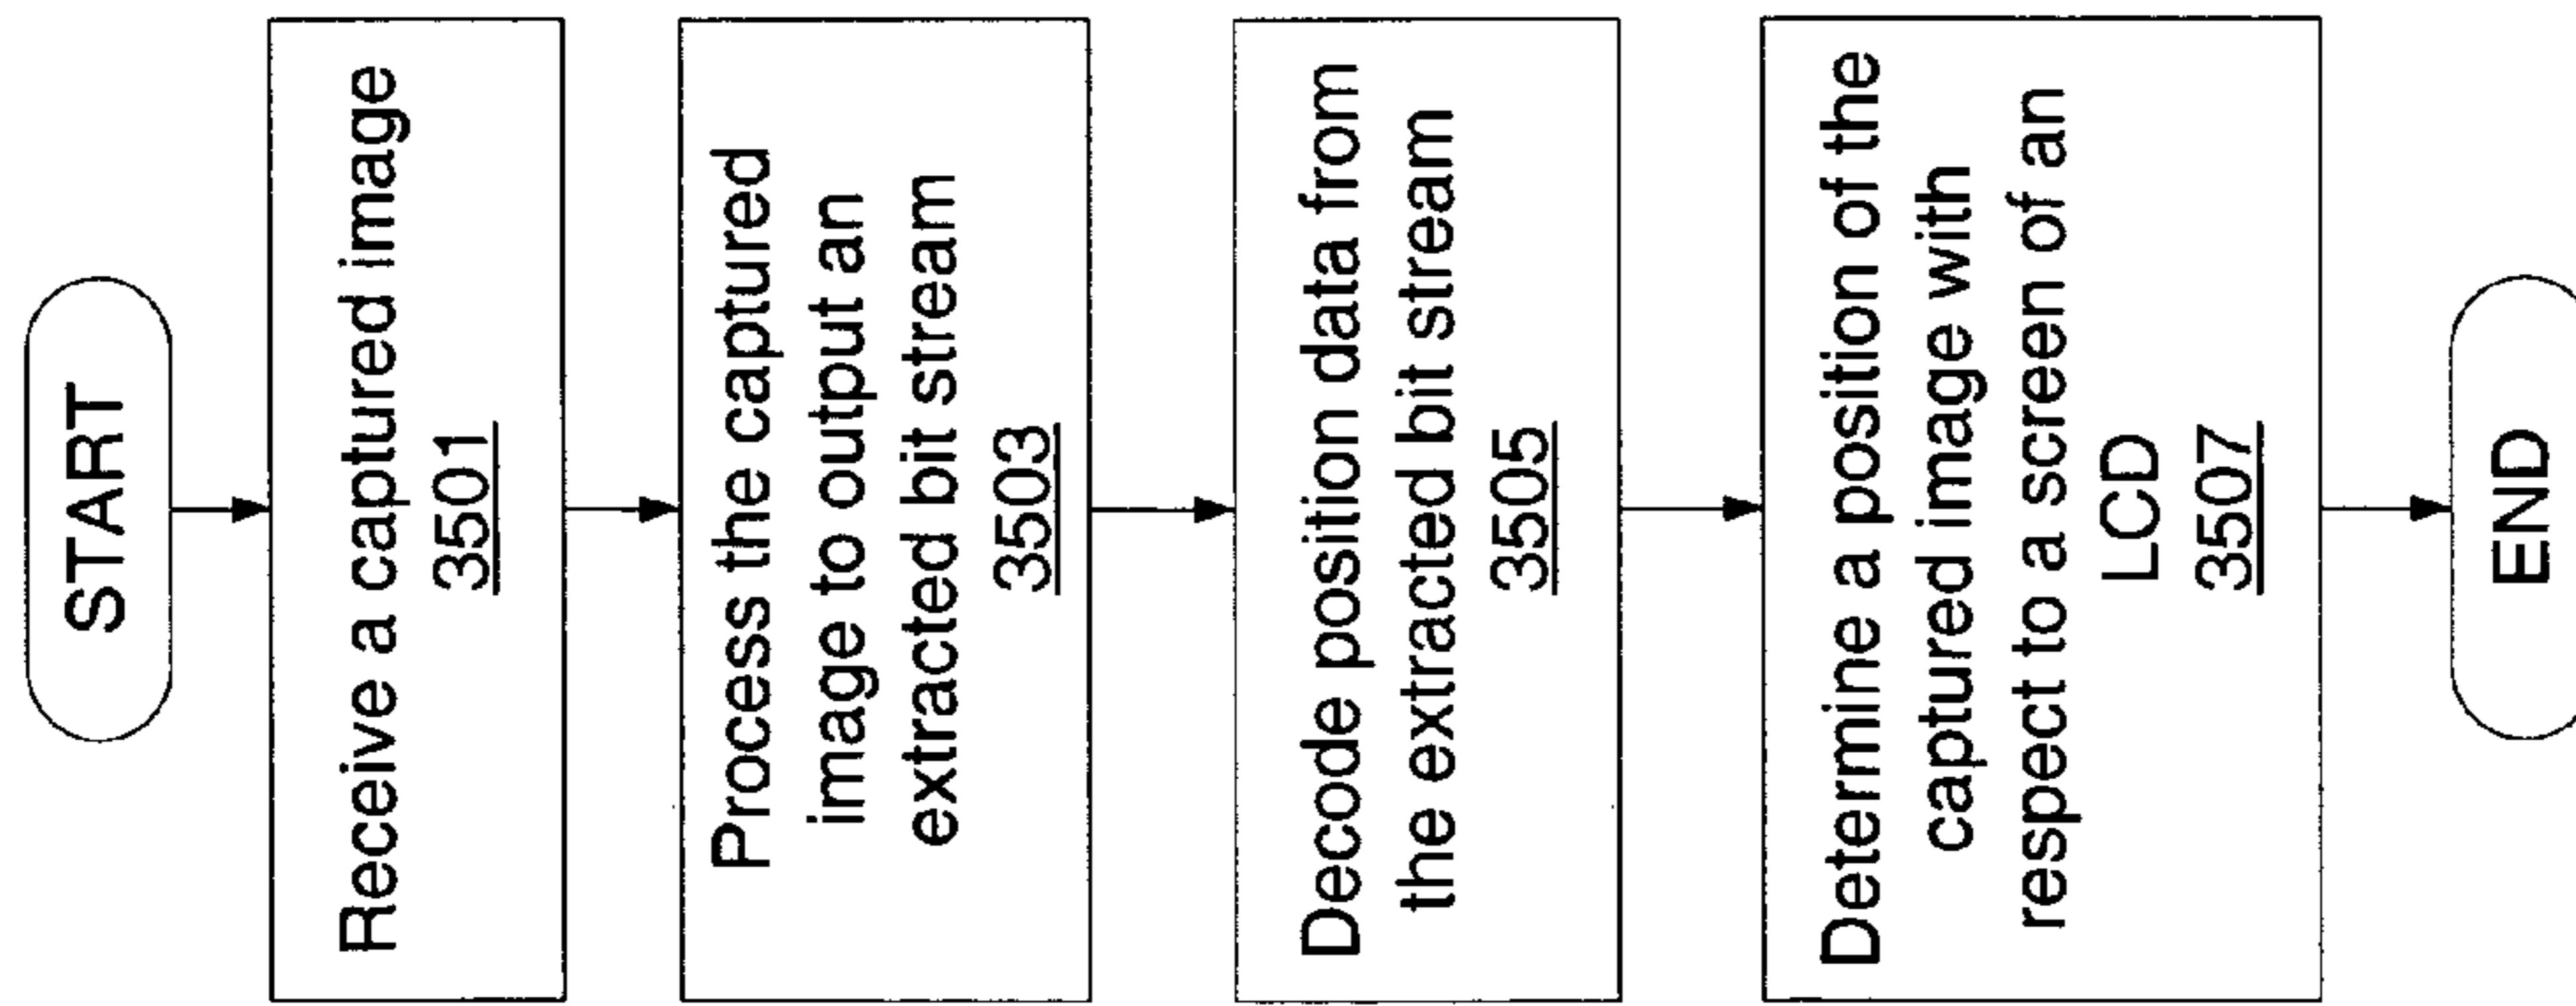 START
Receive a captured image
3501
Process the captured
image to output an
extracted bit stream
3503
Decode position data from
the extracted bit stream
3505
Determine a position of the
captured image with
respect to a screen of an
LCD
3507
END